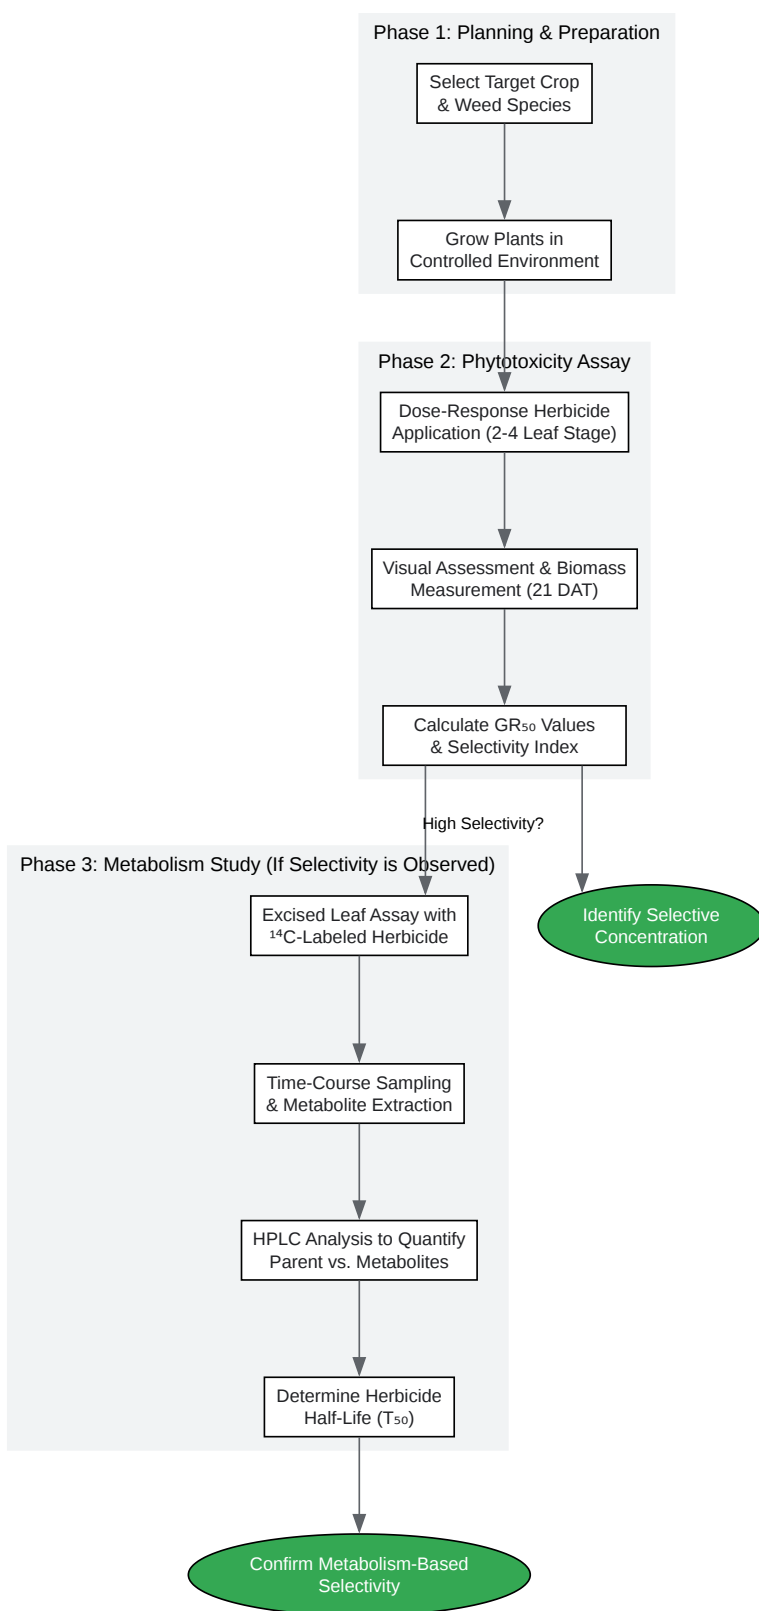 Phase 1: Planning & Preparation
Select Target Crop
& Weed Species
Grow Plants in
Controlled Environment
Phase 2: Phytotoxicity Assay
Dose-Response Herbicide
Application (2-4 Leaf Stage)
Visual Assessment & Biomass
Measurement (21 DAT)
Calculate GR₅₀ Values
& Selectivity Index
High Selectivity?
Phase 3: Metabolism Study (If Selectivity is Observed)
Excised Leaf Assay with
¹⁴C-Labeled Herbicide
Identify Selective
Concentration
Time-Course Sampling
& Metabolite Extraction
HPLC Analysis to Quantify
Parent vs. Metabolites
Determine Herbicide
Half-Life (T₅₀)
Confirm Metabolism-Based
Selectivity